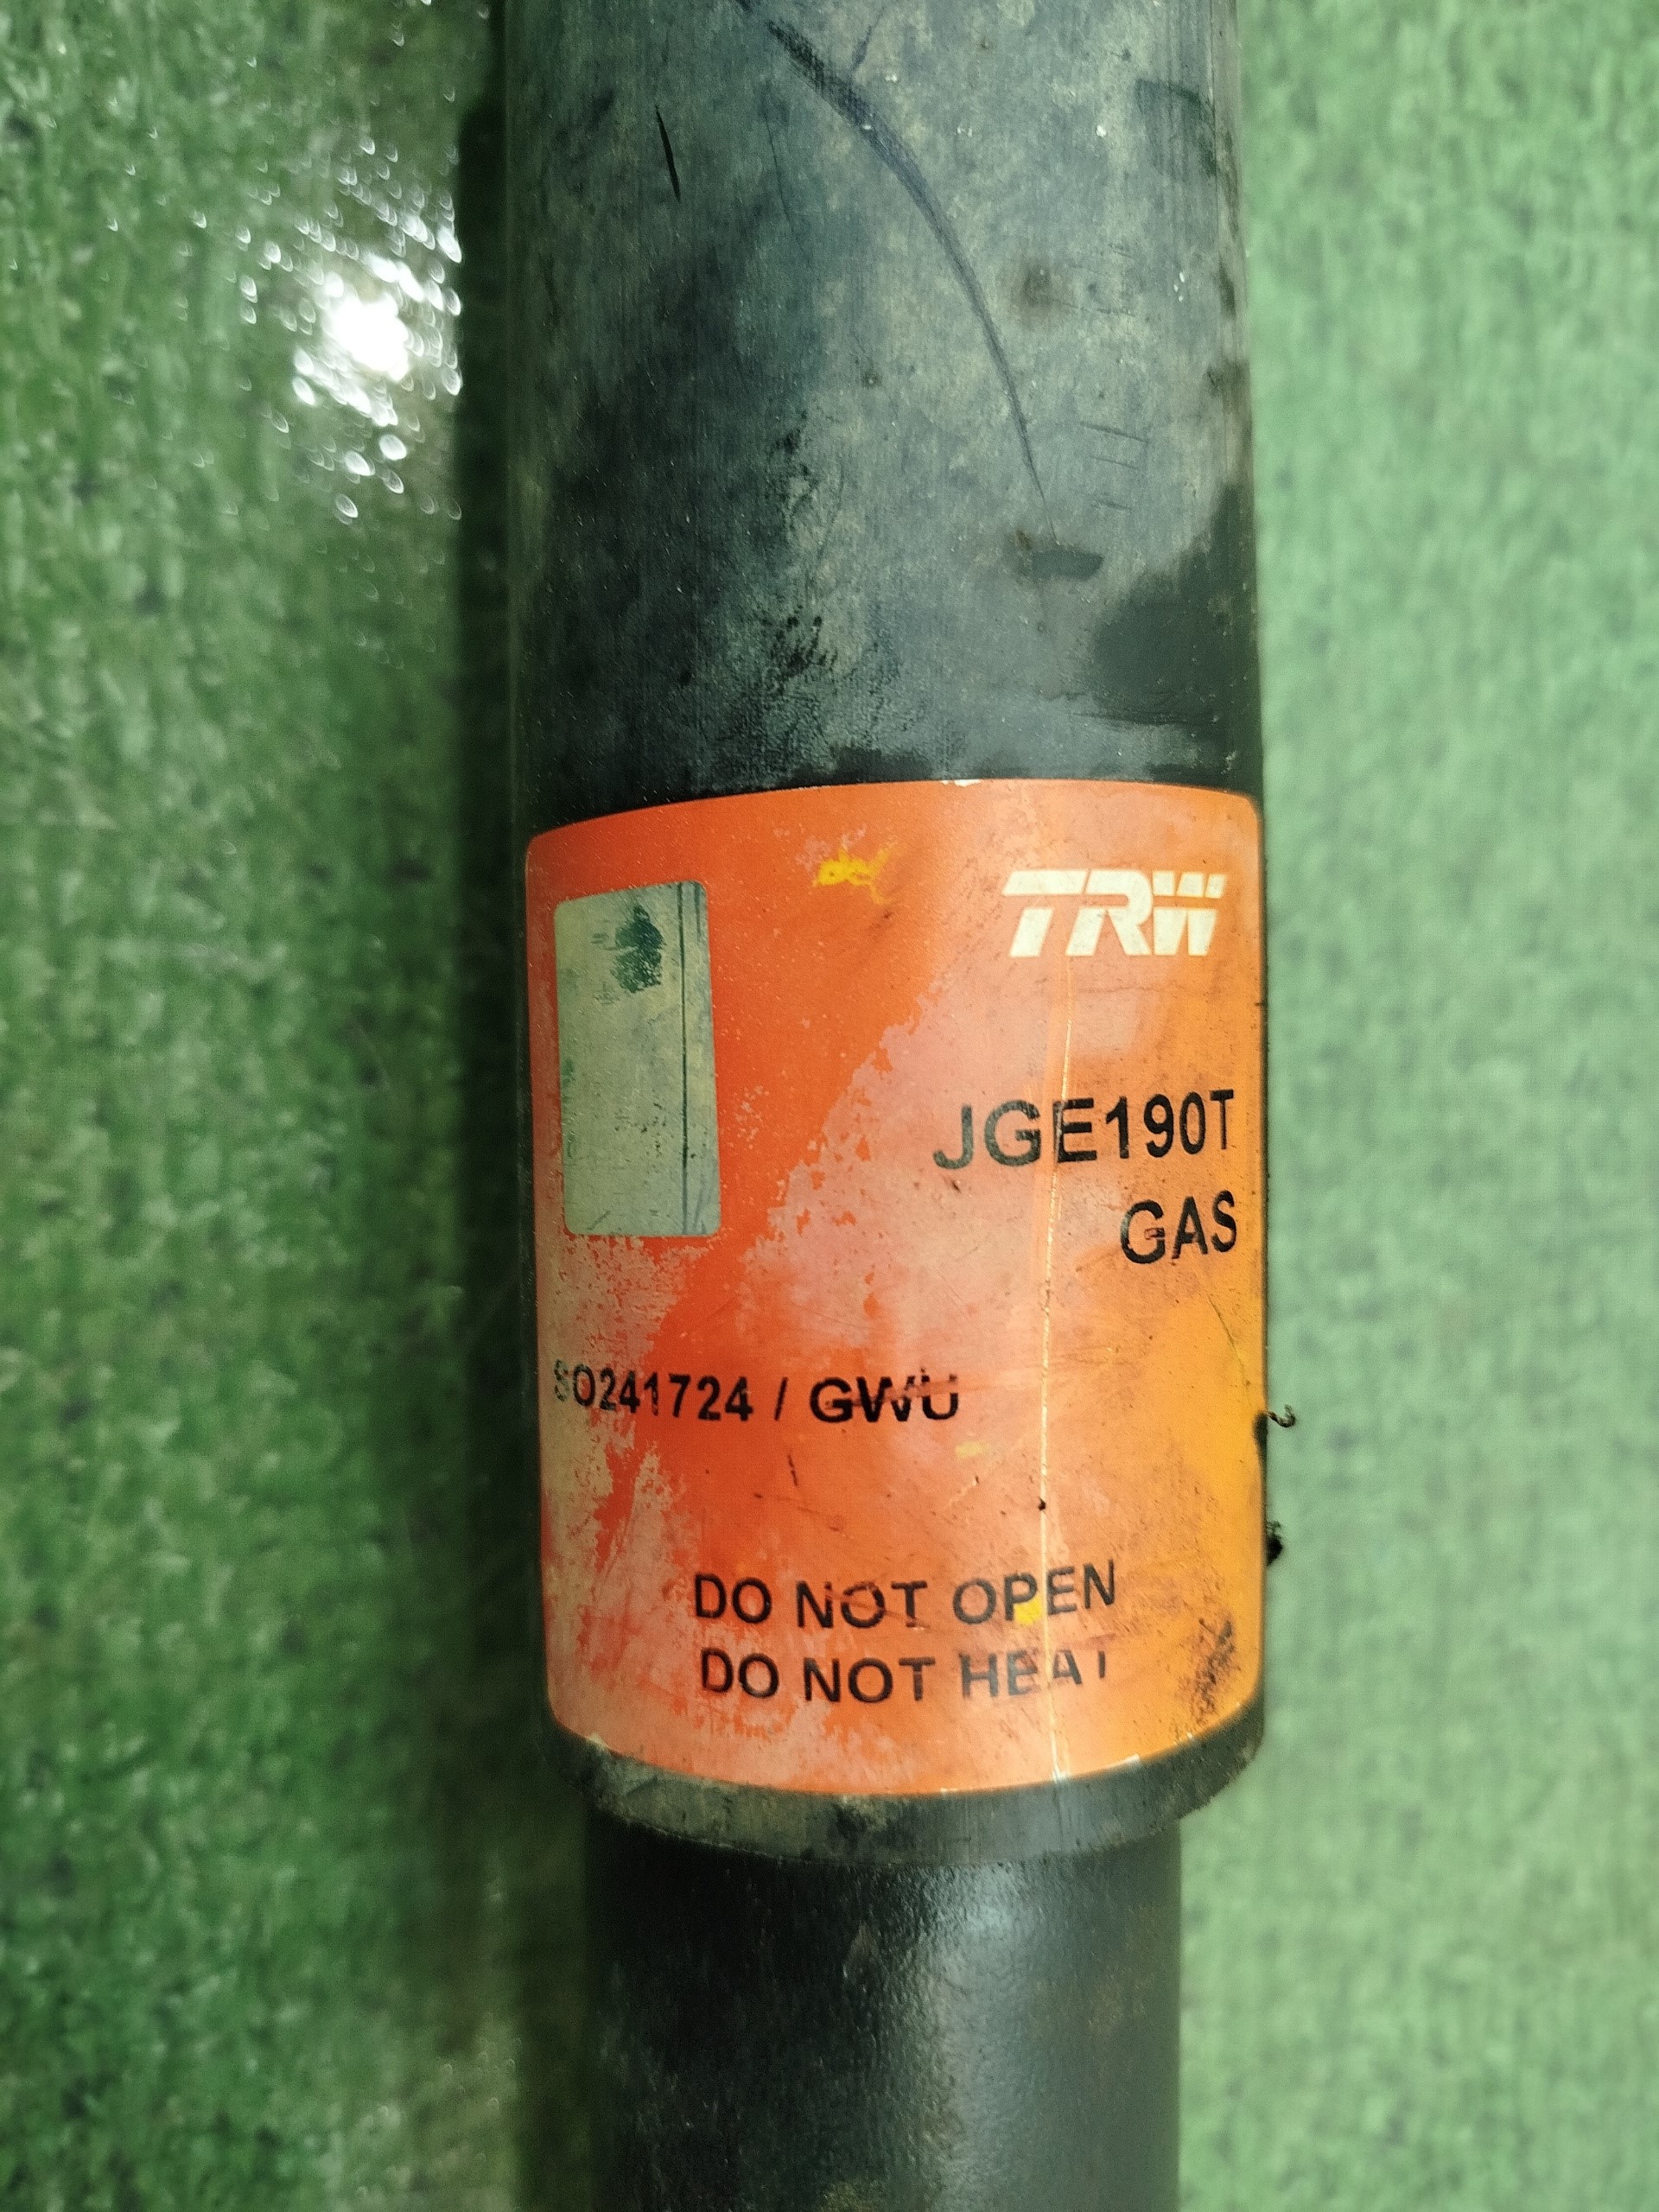 TRW
JGE190T
GAS
SO241724 / GWU
DO NOT OPEN
DO NOT HEAT